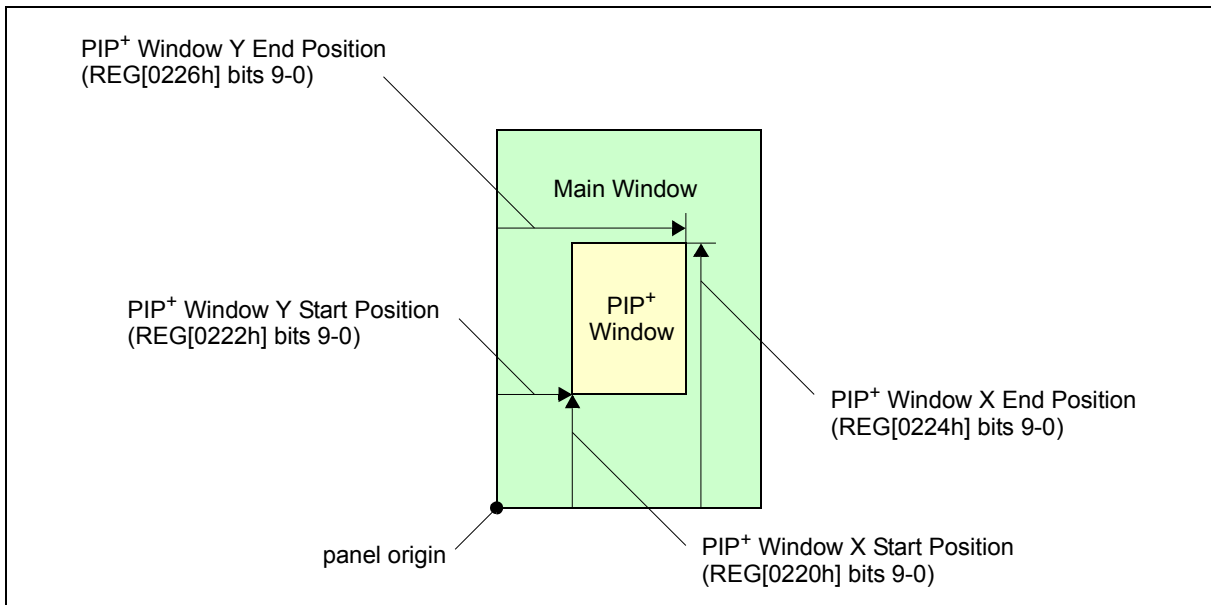 PIP+ Window Y End Position
(REG[0226h] bits 9-0)
Main Window
PIP+ Window Y Start Position
(REG[0222h] bits 9-0)
PIP+
Window
PIP+ Window X End Position
(REG[0224h] bits 9-0)
panel origin
PIP+ Window X Start Position
(REG[0220h] bits 9-0)